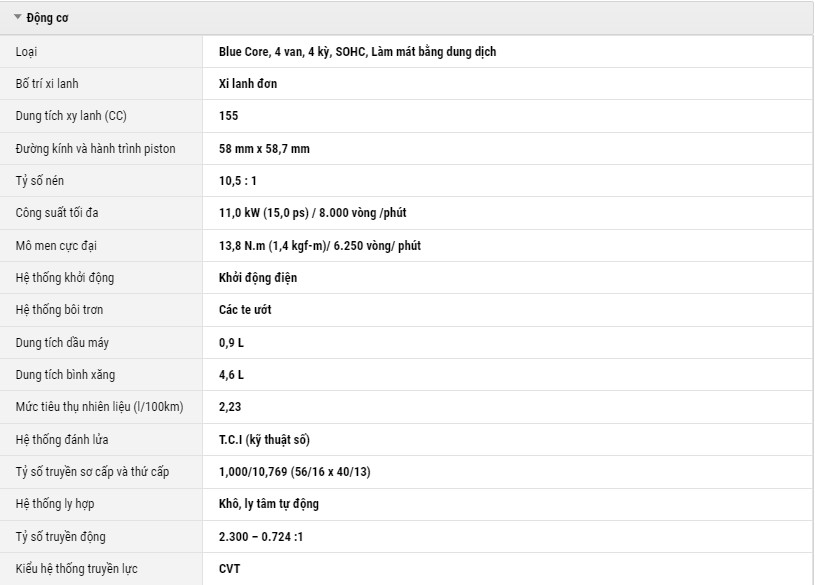 Động cơ
Loại Blue Core, 4 van, 4 kỳ, SOHC, Làm mát bằng dung dịch
Bố trí xi lanh Xi lanh đơn
Dung tích xy lanh (CC) 155
Đường kính và hành trình piston 58 mm x 58,7 mm
Tỷ số nén 10,5 : 1
Công suất tối đa 11,0 kW (15,0 ps) / 8.000 vòng /phút
Mô men cực đại 13,8 N.m (1,4 kgf-m)/ 6.250 vòng/ phút
Hệ thống khởi động Khởi động điện
Hệ thống bôi trơn Các te ướt
Dung tích dầu máy 0,9 L
Dung tích bình xăng 4,6 L
Mức tiêu thụ nhiên liệu (l/100km) 2,23
Hệ thống đánh lửa T.C.I (kỹ thuật số)
Tỷ số truyền sơ cấp và thứ cấp 1,000/10,769 (56/16 x 40/13)
Hệ thống ly hợp Khô, ly tâm tự động
Tỷ số truyền động 2.300 – 0.724 :1
Kiểu hệ thống truyền lực CVT